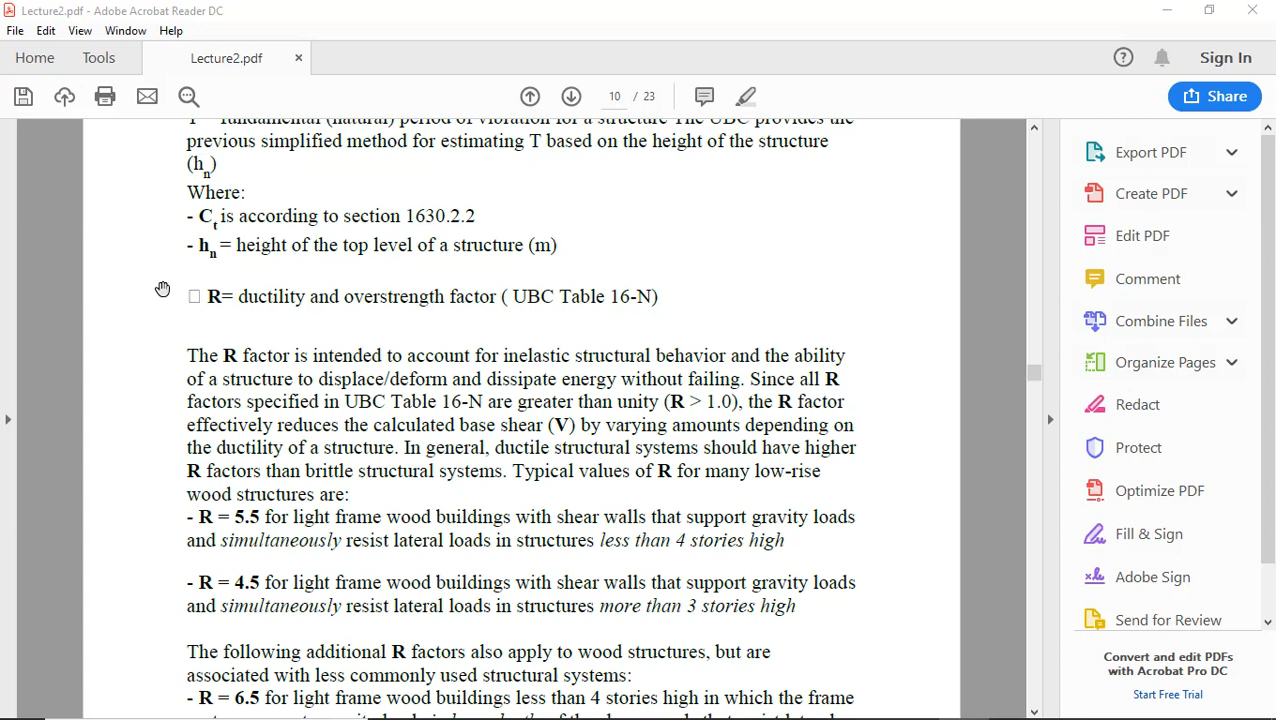 Lecture2.pdf - Adobe Acrobat Reader DC
File Edit View Window Help
Home Tools Lecture2.pdf × Sign In
10 / 23 Share
T = fundamental (natural) period of vibration for a structure The UBC provides the
previous simplified method for estimating T based on the height of the structure
(hn)
Where:
- Ct is according to section 1630.2.2
- hn = height of the top level of a structure (m)
□ R= ductility and overstrength factor ( UBC Table 16-N)
The R factor is intended to account for inelastic structural behavior and the ability
of a structure to displace/deform and dissipate energy without failing. Since all R
factors specified in UBC Table 16-N are greater than unity (R > 1.0), the R factor
effectively reduces the calculated base shear (V) by varying amounts depending on
the ductility of a structure. In general, ductile structural systems should have higher
R factors than brittle structural systems. Typical values of R for many low-rise
wood structures are:
- R = 5.5 for light frame wood buildings with shear walls that support gravity loads
and simultaneously resist lateral loads in structures less than 4 stories high
- R = 4.5 for light frame wood buildings with shear walls that support gravity loads
and simultaneously resist lateral loads in structures more than 3 stories high
The following additional R factors also apply to wood structures, but are
associated with less commonly used structural systems:
- R = 6.5 for light frame wood buildings less than 4 stories high in which the frame
Export PDF
Create PDF
Edit PDF
Comment
Combine Files
Organize Pages
Redact
Protect
Optimize PDF
Fill & Sign
Adobe Sign
Send for Review
Convert and edit PDFs
with Acrobat Pro DC
Start Free Trial